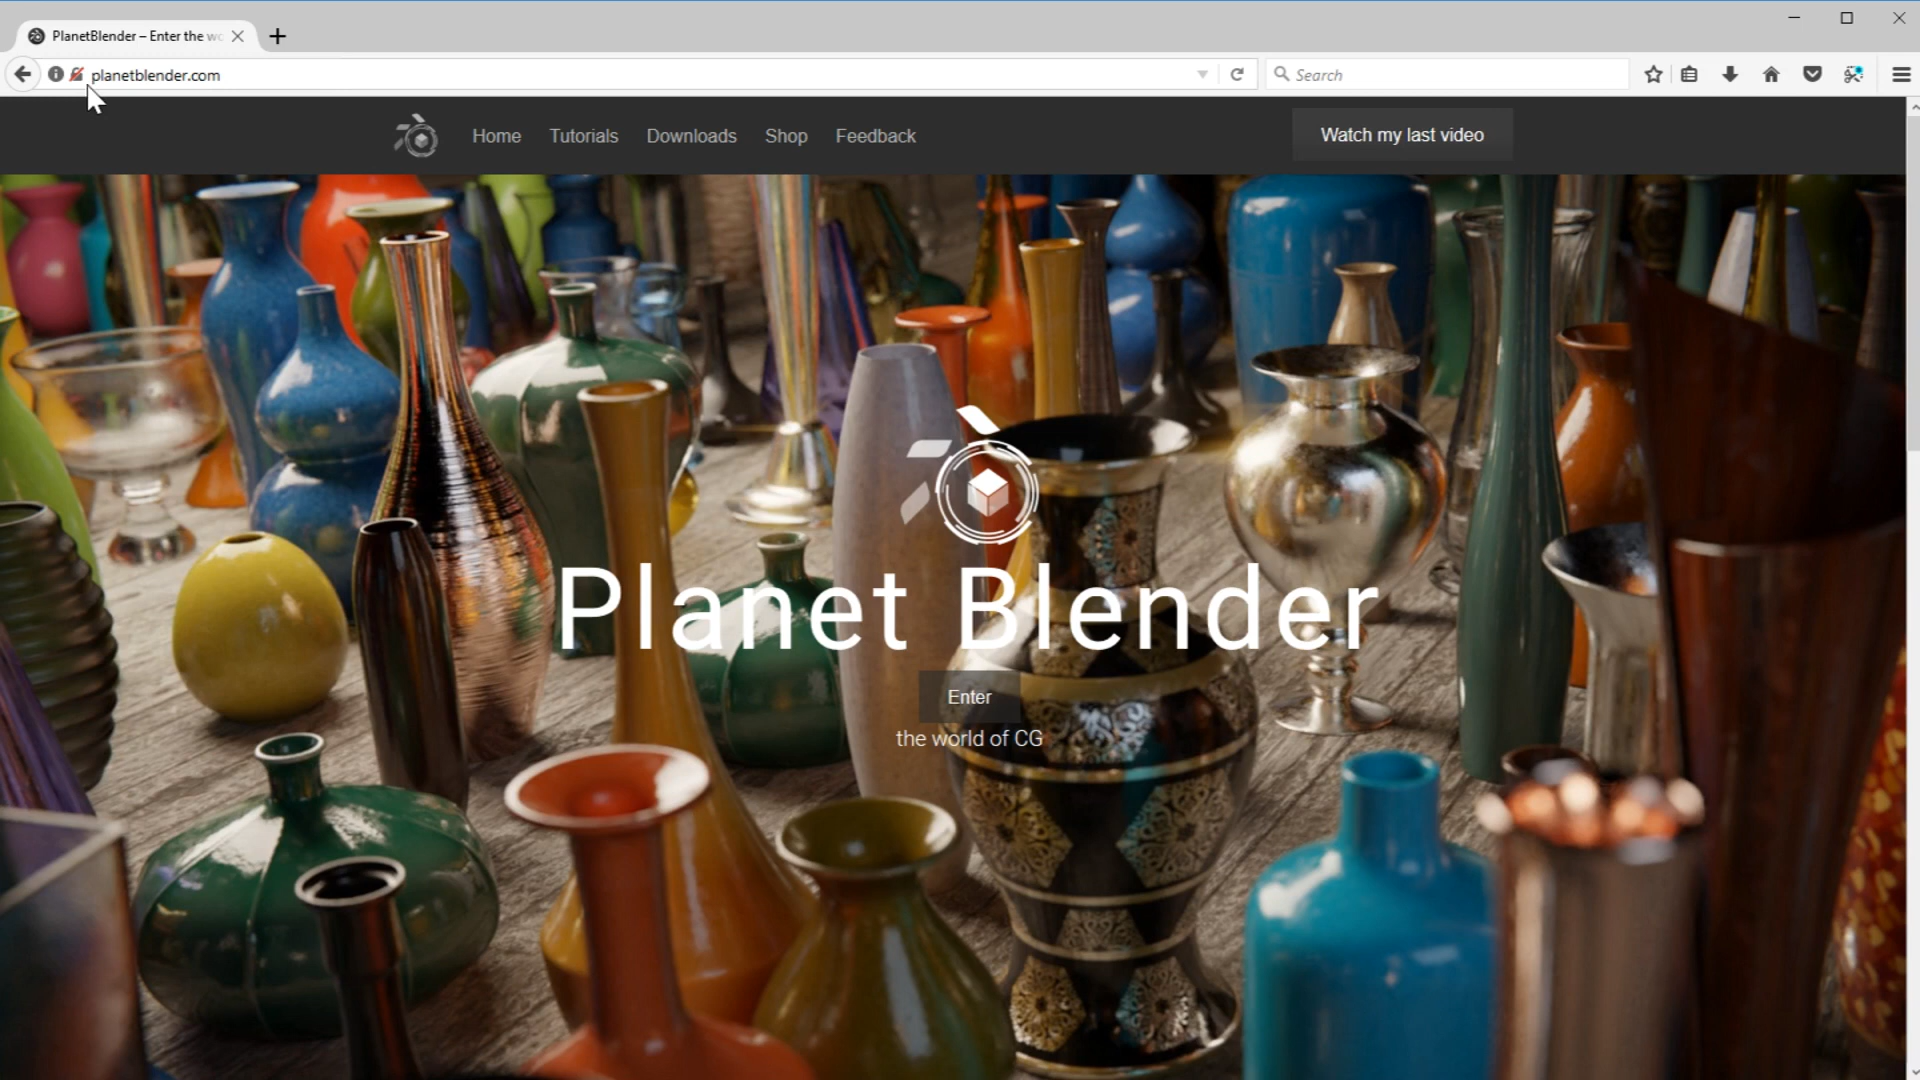 PlanetBlender – Enter the wo
planetblender.com
Search
Home Tutorials Downloads Shop Feedback
Watch my last video
Planet Blender
Enter
the world of CG